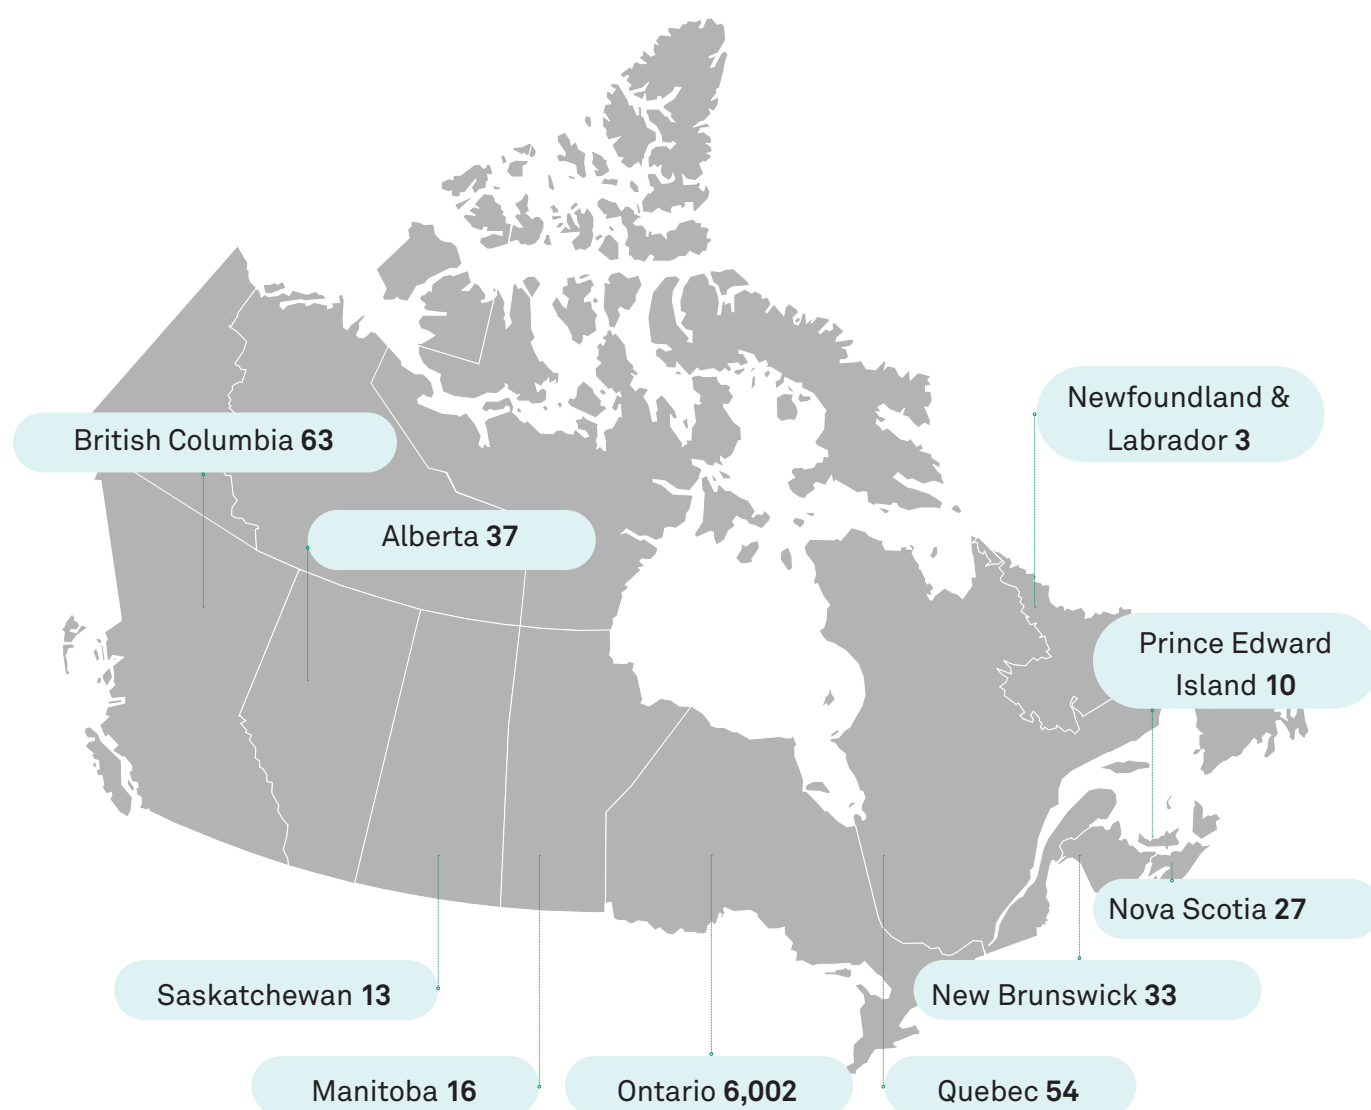 Newfoundland &
Labrador 3
British Columbia 63
Alberta 37
Prince Edward
Island 10
Nova Scotia 27
Saskatchewan 13
New Brunswick 33
Manitoba 16
Ontario 6,002
Quebec 54